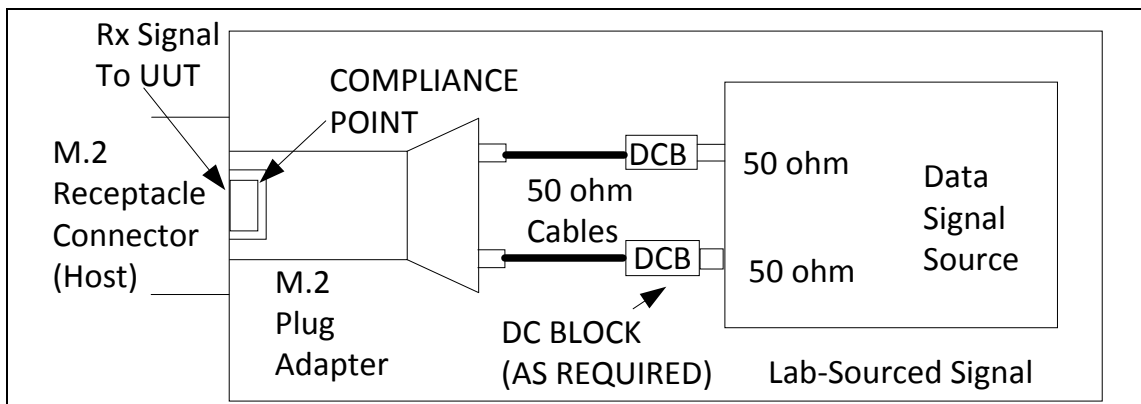 Rx Signal
To UUT
COMPLIANCE
POINT
M.2
Receptacle
Connector
(Host)
M.2
Plug
Adapter
50 ohm
Cables
DCB
DCB
DC BLOCK
(AS REQUIRED)
50 ohm
50 ohm
Data
Signal
Source
Lab-Sourced Signal